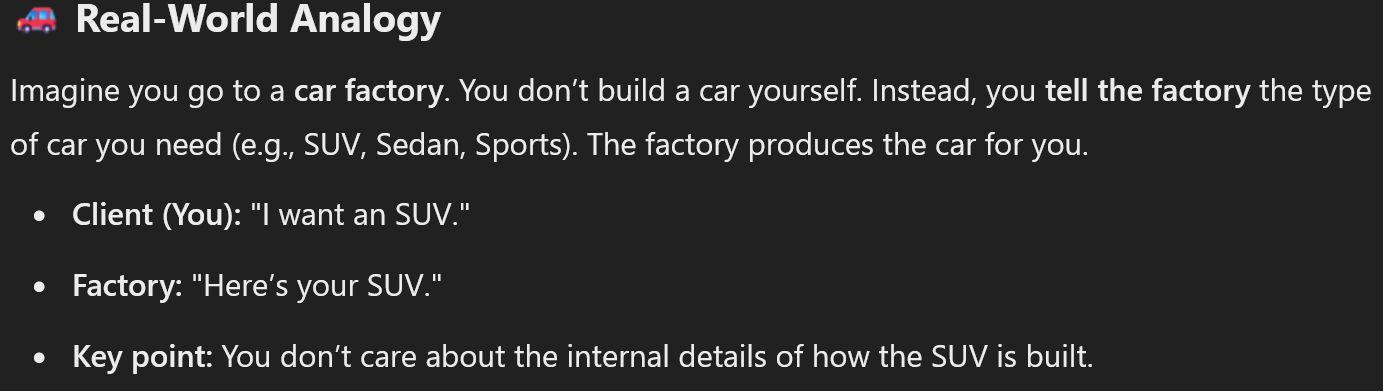 🚗 Real-World Analogy
Imagine you go to a car factory. You don’t build a car yourself. Instead, you tell the factory the type
of car you need (e.g., SUV, Sedan, Sports). The factory produces the car for you.
• Client (You): "I want an SUV."
• Factory: "Here’s your SUV."
• Key point: You don’t care about the internal details of how the SUV is built.